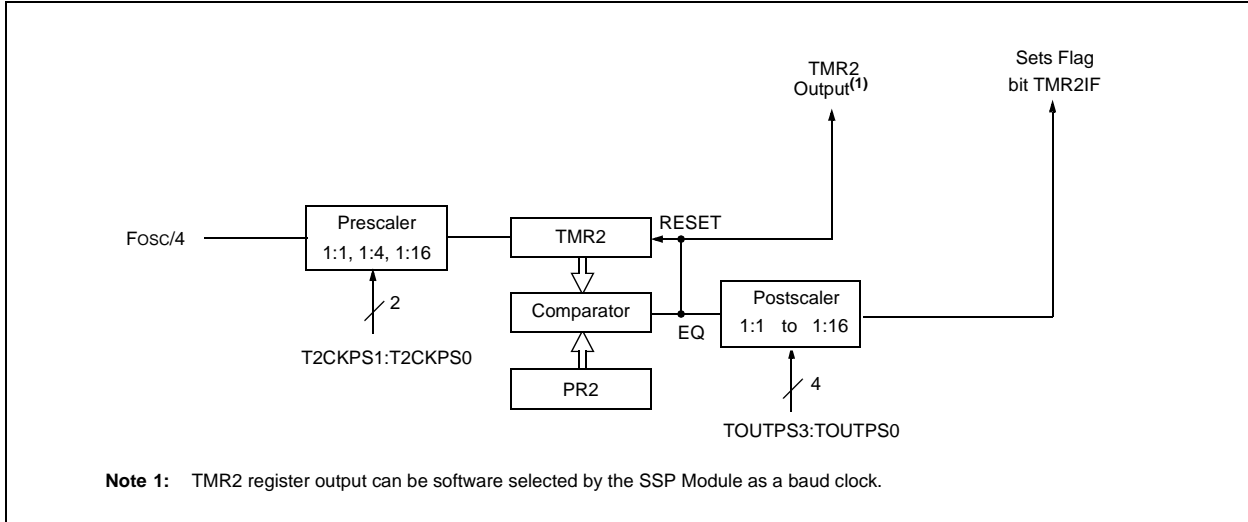 TMR2
Output(1)
Sets Flag
bit TMR2IF
FOSC/4
Prescaler
1:1, 1:4, 1:16
2
T2CKPS1:T2CKPS0
TMR2
RESET
Comparator
EQ
PR2
Postscaler
1:1 to 1:16
4
TOUTPS3:TOUTPS0
Note 1: TMR2 register output can be software selected by the SSP Module as a baud clock.